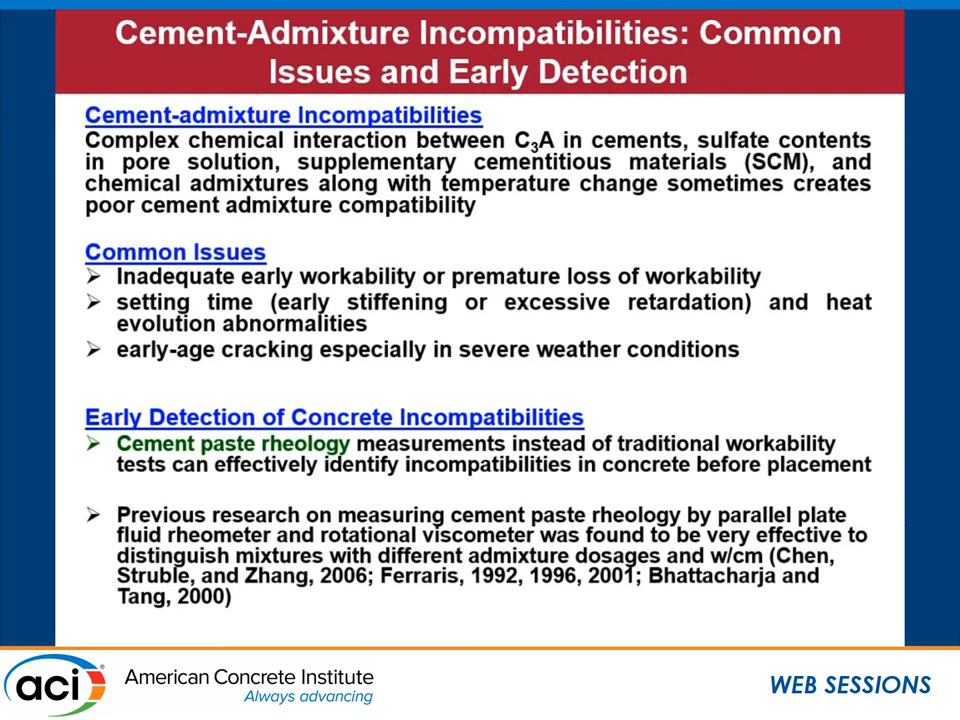 Cement-Admixture Incompatibilities: Common
Issues and Early Detection
Cement-admixture Incompatibilities
Complex chemical interaction between C₃A in cements, sulfate contents
in pore solution, supplementary cementitious materials (SCM), and
chemical admixtures along with temperature change sometimes creates
poor cement admixture compatibility
Common Issues
➢ Inadequate early workability or premature loss of workability
➢ setting time (early stiffening or excessive retardation) and heat
evolution abnormalities
➢ early-age cracking especially in severe weather conditions
Early Detection of Concrete Incompatibilities
➢ Cement paste rheology measurements instead of traditional workability
tests can effectively identify incompatibilities in concrete before placement
➢ Previous research on measuring cement paste rheology by parallel plate
fluid rheometer and rotational viscometer was found to be very effective to
distinguish mixtures with different admixture dosages and w/cm (Chen,
Struble, and Zhang, 2006; Ferraris, 1992, 1996, 2001; Bhattacharja and
Tang, 2000)
aci®
American Concrete Institute
Always advancing
WEB SESSIONS